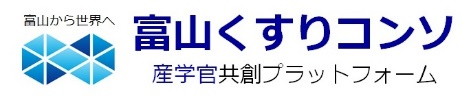 富山から世界へ
富山くすりコンソ
産学官共創プラットフォーム